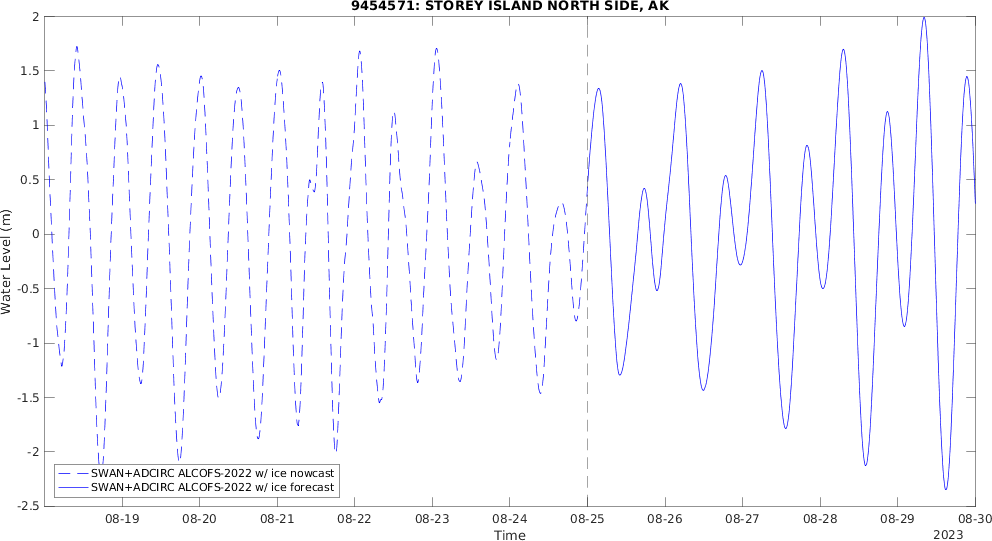 9454571: STOREY ISLAND NORTH SIDE, AK
2
1.5
1
0.5
0
-0.5
-1
-1.5
-2
-2.5
Water Level (m)
SWAN+ADCIRC ALCOFS-2022 w/ ice nowcast
SWAN+ADCIRC ALCOFS-2022 w/ ice forecast
08-19 08-20 08-21 08-22 08-23 08-24 08-25 08-26 08-27 08-28 08-29 08-30
Time
2023